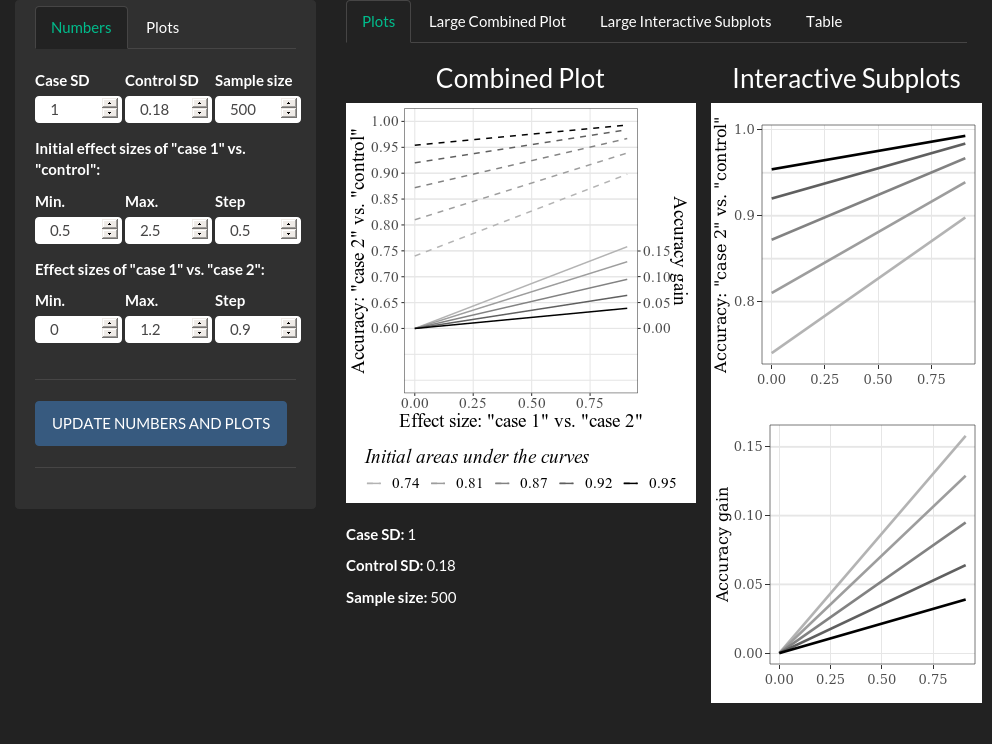 Numbers Plots
Case SD Control SD Sample size
1 0.18 500
Initial effect sizes of "case 1" vs.
"control":
Min. Max. Step
0.5 2.5 0.5
Effect sizes of "case 1" vs. "case 2":
Min. Max. Step
0 1.2 0.9
UPDATE NUMBERS AND PLOTS
Plots Large Combined Plot Large Interactive Subplots Table
Combined Plot
Accuracy: "case 2" vs. "control"
1.00
0.95
0.90
0.85
0.80
0.75
0.70
0.65
0.60
0.15
0.10
0.05
0.00
Accuracy gain
0.00 0.25 0.50 0.75
Effect size: "case 1" vs. "case 2"
Initial areas under the curves
0.74 0.81 0.87 0.92 0.95
Case SD: 1
Control SD: 0.18
Sample size: 500
Interactive Subplots
Accuracy: "case 2" vs. "control"
1.0
0.9
0.8
0.00 0.25 0.50 0.75
Accuracy gain
0.15
0.10
0.05
0.00
0.00 0.25 0.50 0.75